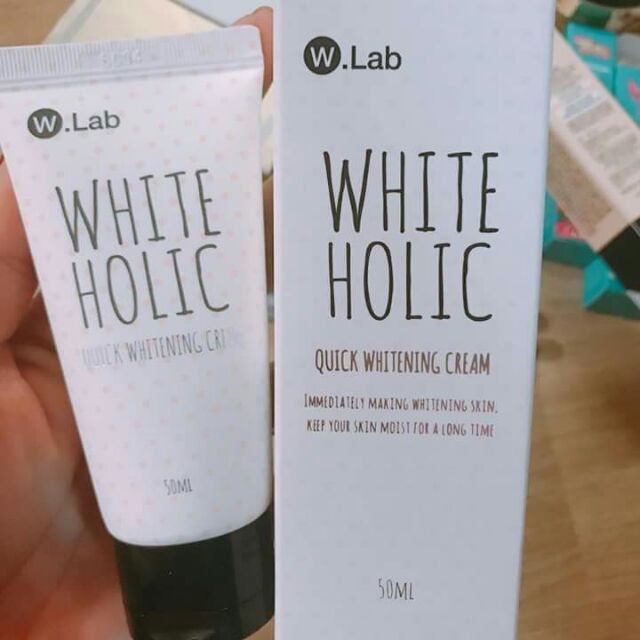 W.Lab
WHITE
HOLIC
QUICK WHITENING CREAM
50ML
W.Lab
WHITE
HOLIC
QUICK WHITENING CREAM
IMMEDIATELY MAKING WHITENING SKIN,
KEEP YOUR SKIN MOIST FOR A LONG TIME
50ML